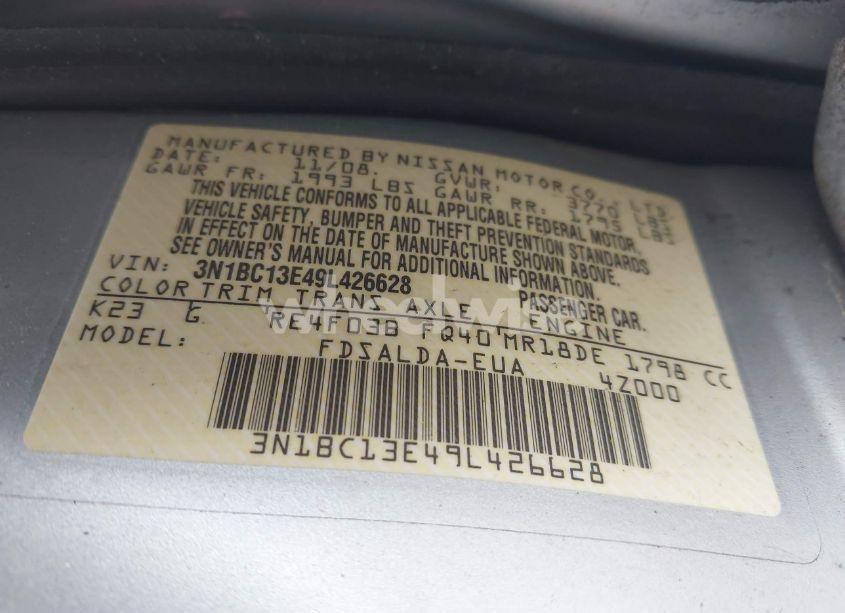 MANUFACTURED BY NISSAN MOTOR CO., LTD
DATE: 11/08. GVWR: 3770 LBS
GAWR FR: 1993 LBS GAWR RR: 1795 LBS
THIS VEHICLE CONFORMS TO ALL APPLICABLE FEDERAL MOTOR
VEHICLE SAFETY, BUMPER AND THEFT PREVENTION STANDARDS
IN EFFECT ON THE DATE OF MANUFACTURE SHOWN ABOVE.
SEE OWNER'S MANUAL FOR ADDITIONAL INFORMATION.
VIN: 3N1BC13E49L426628 PASSENGER CAR.
COLOR TRIM TRANS AXLE ENGINE
K23 G RE4F03B FQ40 MR18DE 1798 CC
MODEL: FDSALDA-EUA 4Z000
3N1BC13E49L426628